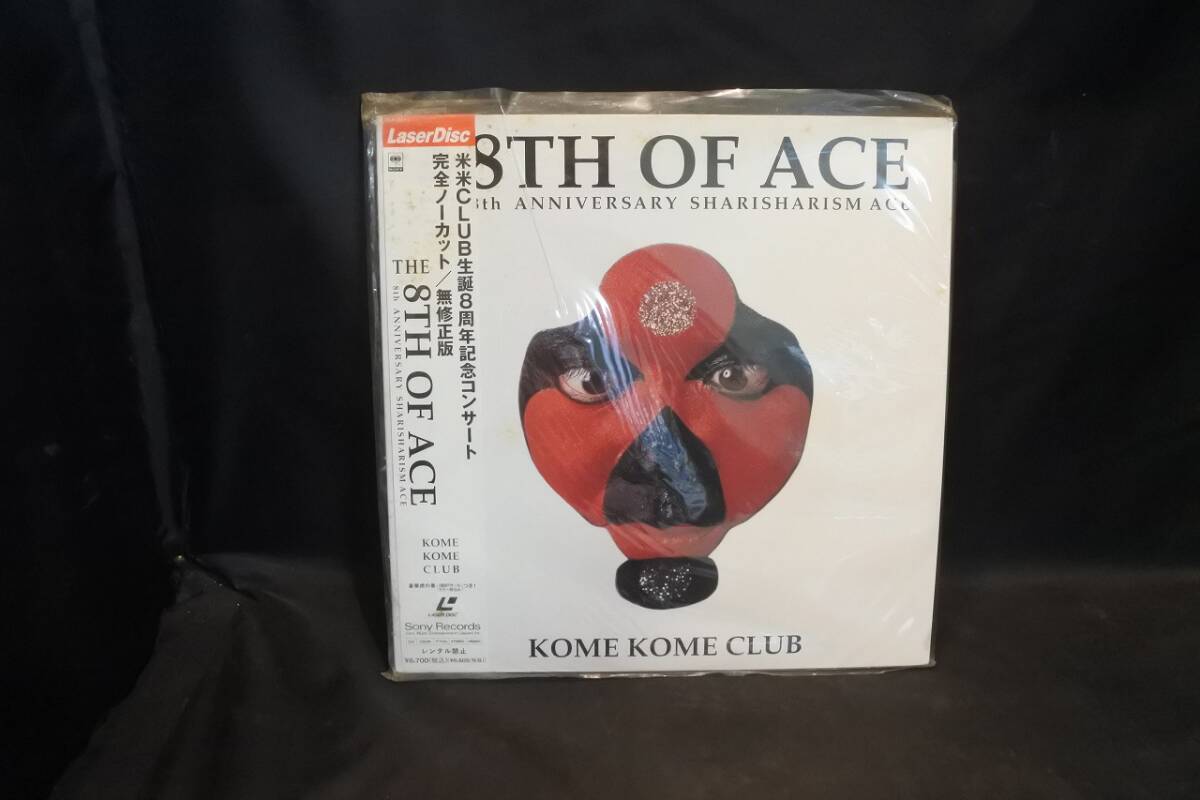 LaserDisc
米米CLUB生誕8周年記念コンサート
完全ノーカット/無修正版
THE 8TH OF ACE
8th ANNIVERSARY SHARISHARISM ACE
KOME
KOME
CLUB
LASER DISC
Sony Records
レンタル禁止
8TH OF ACE
8th ANNIVERSARY SHARISHARISM ACE
KOME KOME CLUB